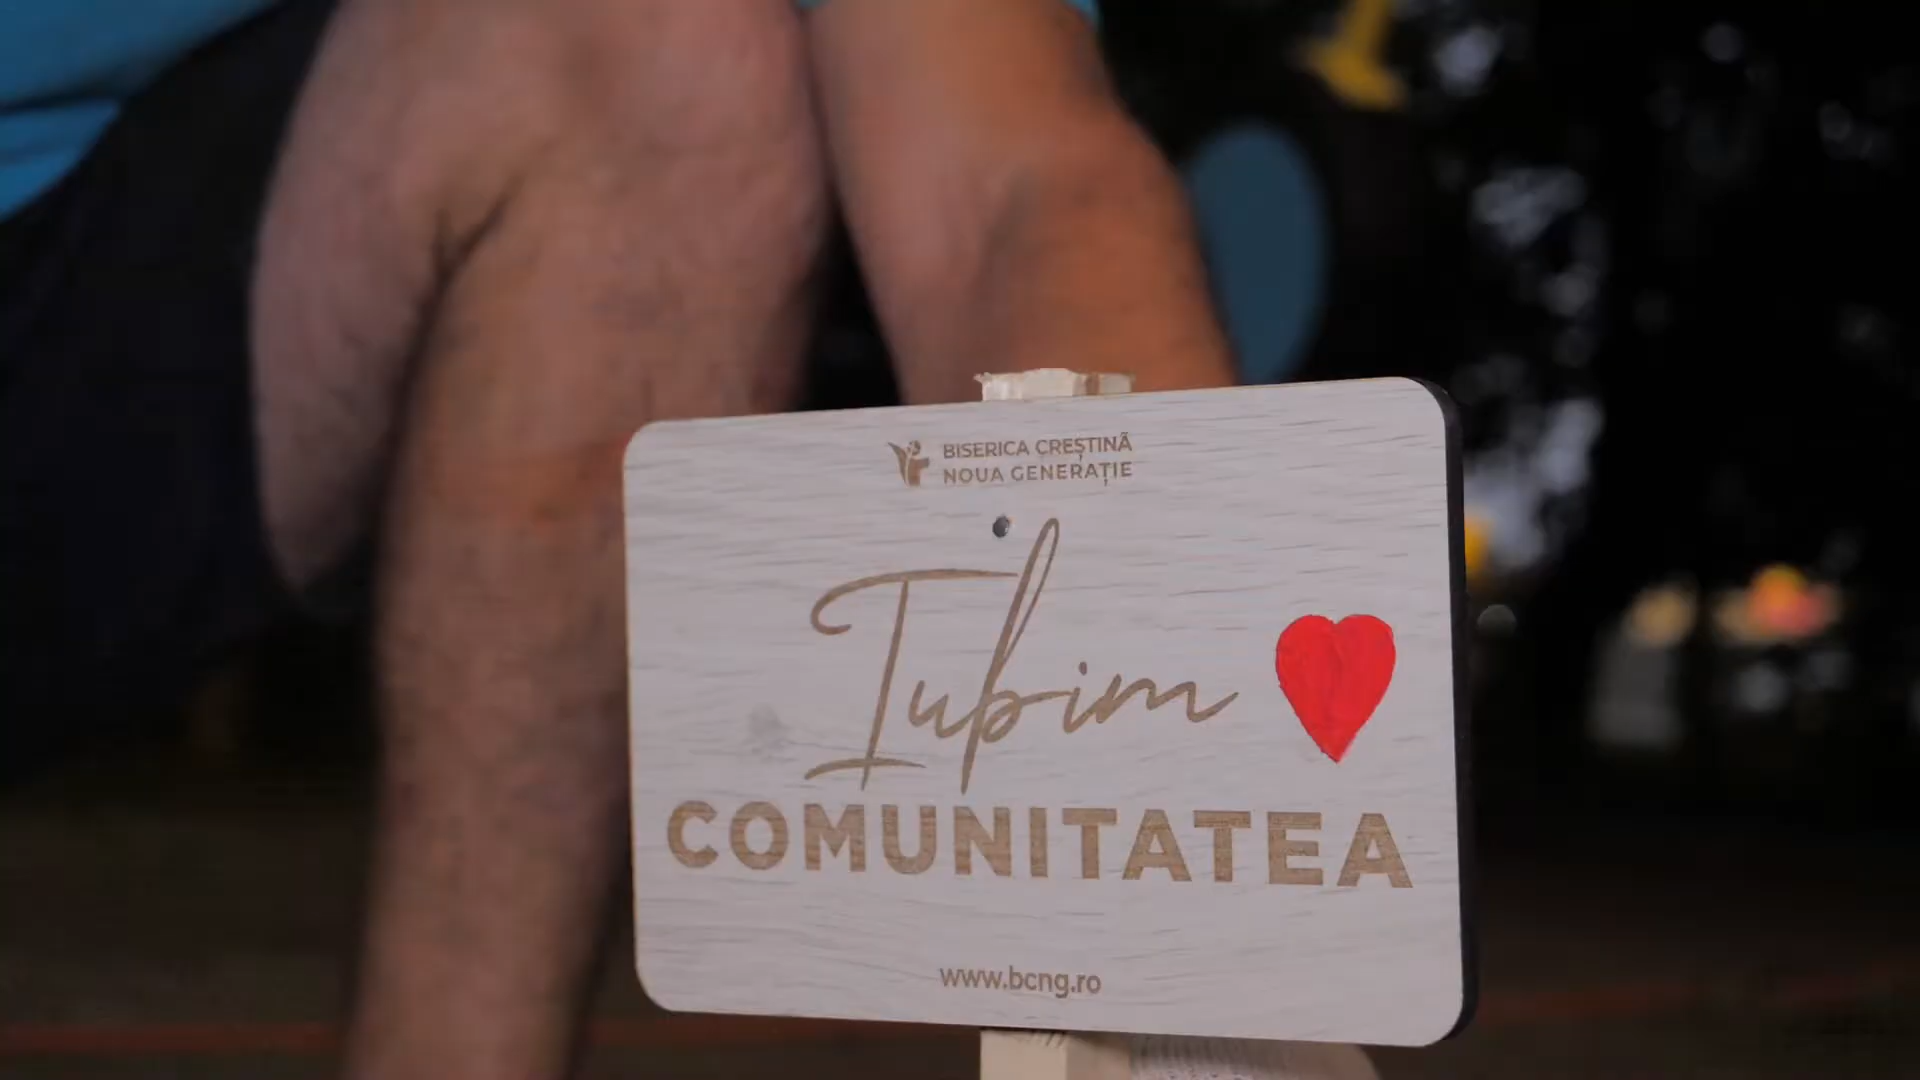 BISERICA CREȘTINĂ
NOUA GENERAȚIE
Iubim
COMUNITATEA
www.bcng.ro